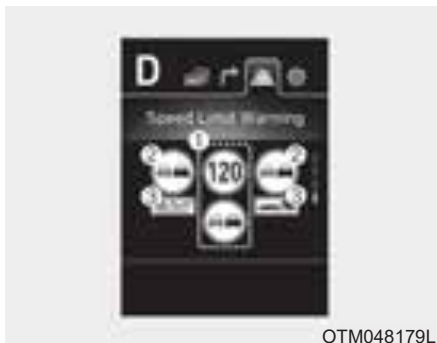 D
Speed Limit Warning
①
② 120 ②
③ ③
OTM048179L